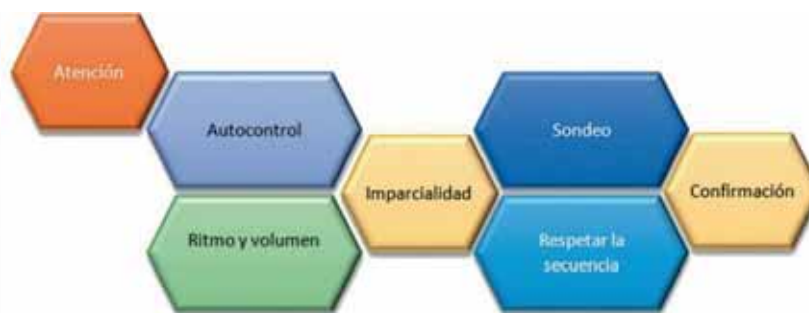 Atención
Autocontrol
Ritmo y volumen
Imparcialidad
Sondeo
Respetar la
secuencia
Confirmación